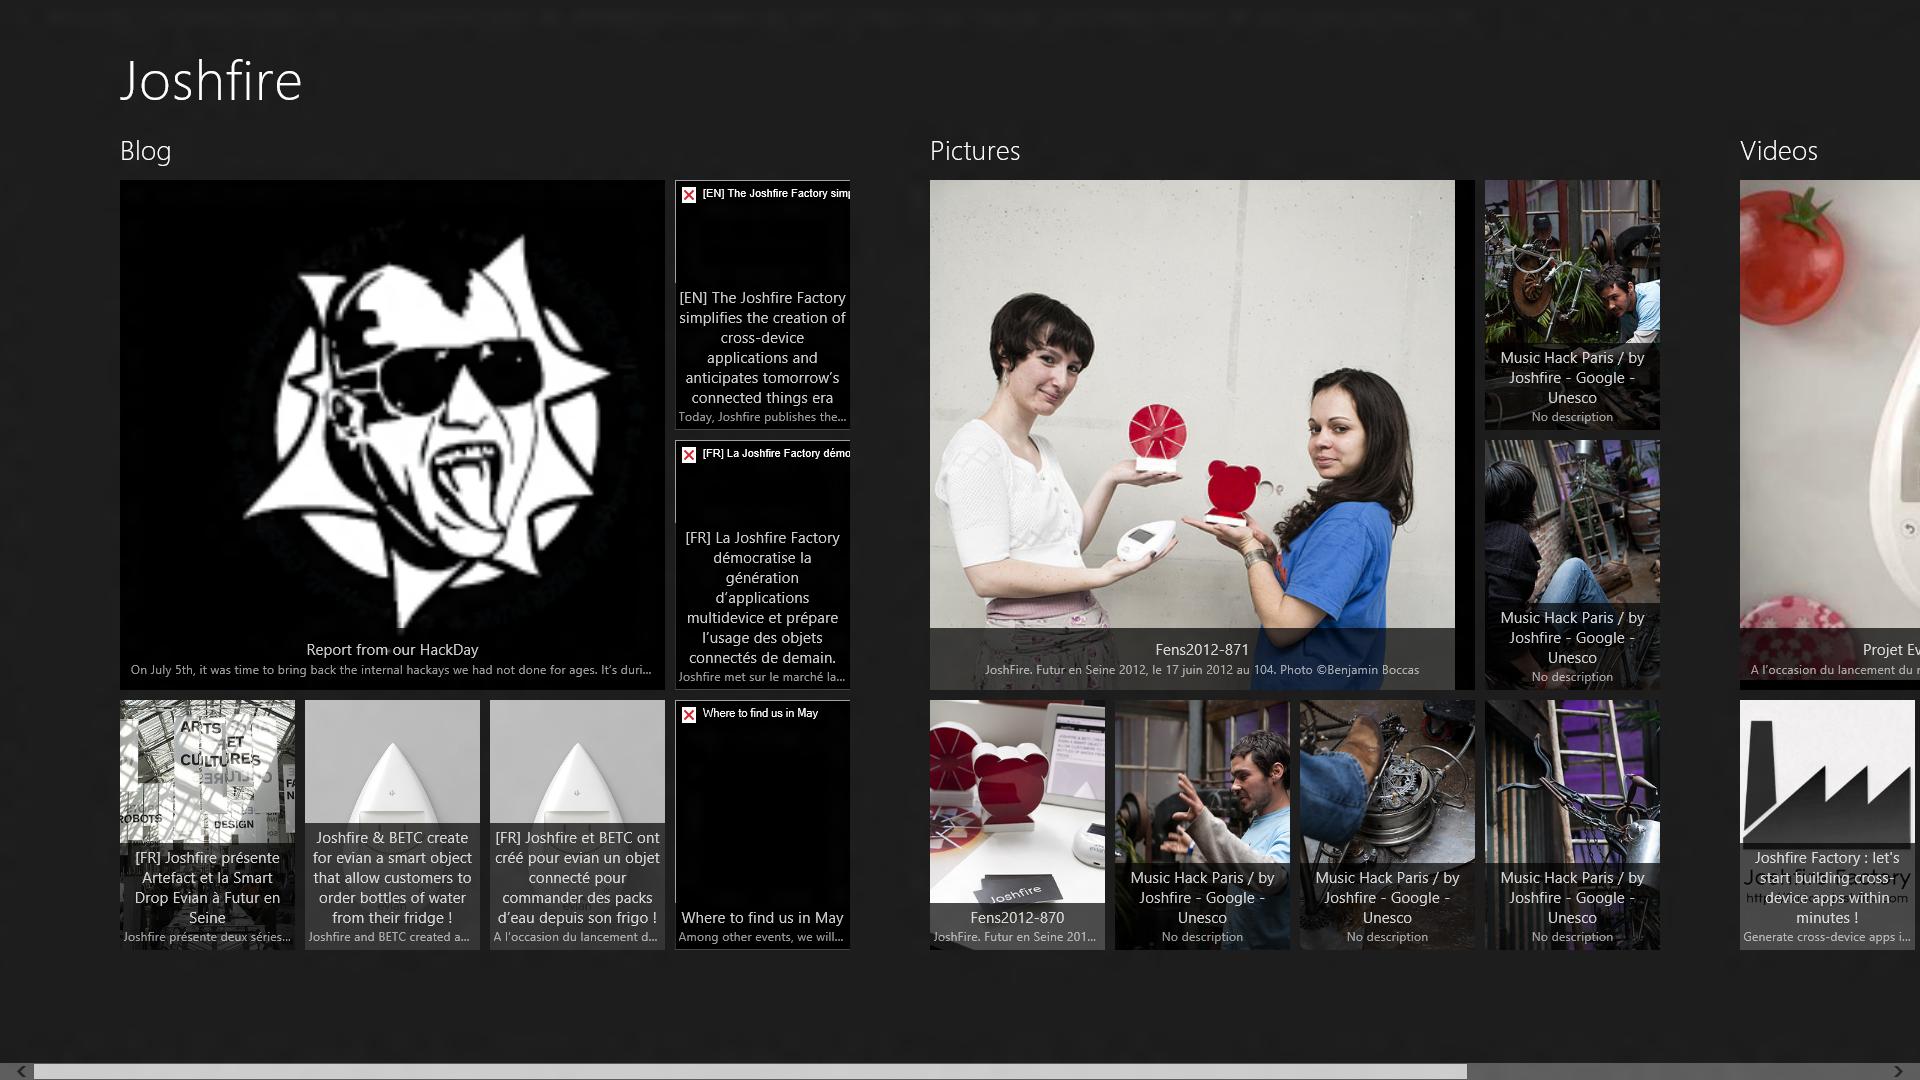 Joshfire
Blog
Report from our HackDay
On July 5th, it was time to bring back the internal hackays we had not done for ages. It's duri...
[EN] The Joshfire Factory simp
[EN] The Joshfire Factory
simplifies the creation of
cross-device
applications and
anticipates tomorrow's
connected things era
Today, Joshfire publishes the...
[FR] La Joshfire Factory démo
[FR] La Joshfire Factory
démocratise la
génération
d'applications
multidevice et prépare
l'usage des objets
connectés de demain.
Joshfire met sur le marché la...
ARTS
ET
CULTURES
ROBOTS
DESIGN
[FR] Joshfire présente
Artefact et la Smart
Drop Evian à Futur en
Seine
Joshfire présente deux séries...
Joshfire & BETC create
for evian a smart object
that allow customers to
order bottles of water
from their fridge !
Joshfire and BETC created a...
[FR] Joshfire et BETC ont
créé pour evian un objet
connecté pour
commander des packs
d'eau depuis son frigo !
A l'occasion du lancement d...
Where to find us in May
Where to find us in May
Among other events, we will...
Pictures
Fens2012-871
JoshFire. Futur en Seine 2012, le 17 juin 2012 au 104. Photo ©Benjamin Boccas
Music Hack Paris / by
Joshfire - Google -
Unesco
No description
Music Hack Paris / by
Joshfire - Google -
Unesco
No description
Joshfire
Fens2012-870
JoshFire. Futur en Seine 201...
Music Hack Paris / by
Joshfire - Google -
Unesco
No description
Music Hack Paris / by
Joshfire - Google -
Unesco
No description
Music Hack Paris / by
Joshfire - Google -
Unesco
No description
Videos
Projet Ev
A l'occasion du lancement du r
Joshfire Factory : let's
start building cross-
device apps within
minutes !
Generate cross-device apps i...